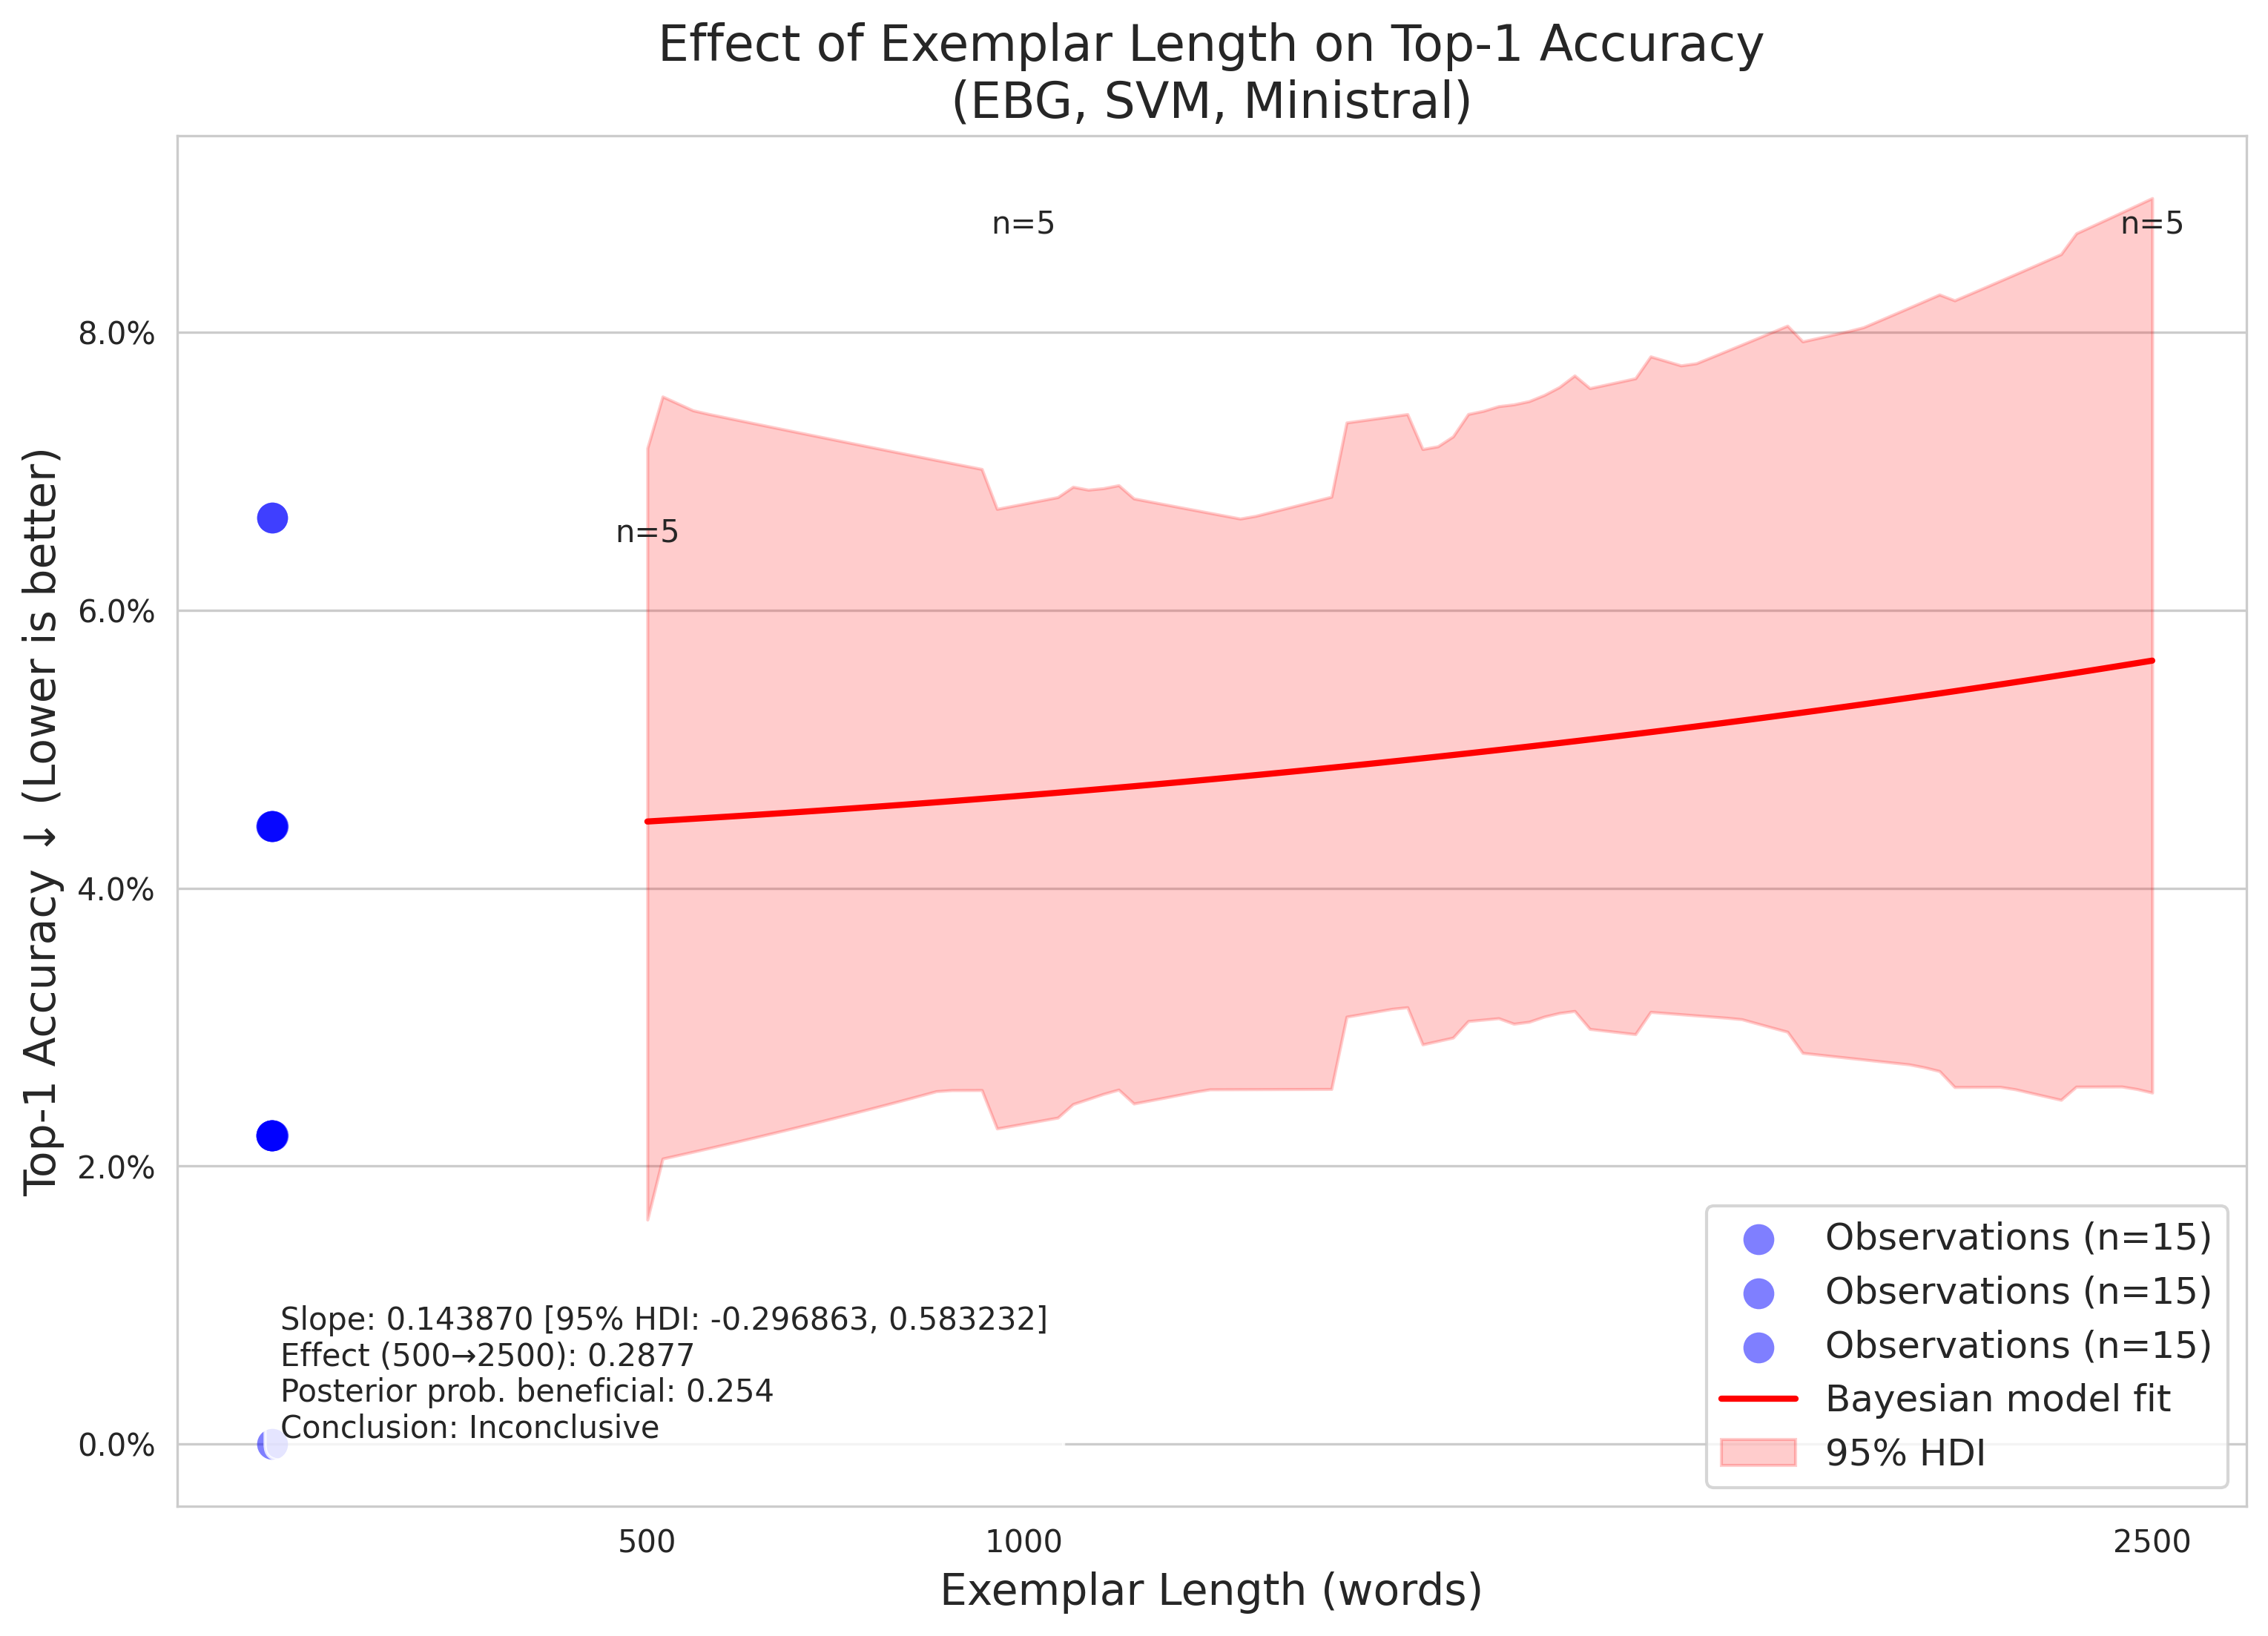 Effect of Exemplar Length on Top-1 Accuracy
(EBG, SVM, Ministral)
Top-1 Accuracy ↓ (Lower is better)
8.0%
6.0%
4.0%
2.0%
0.0%
n=5
n=5
n=5
Slope: 0.143870 [95% HDI: -0.296863, 0.583232]
Effect (500→2500): 0.2877
Posterior prob. beneficial: 0.254
Conclusion: Inconclusive
Observations (n=15)
Observations (n=15)
Observations (n=15)
Bayesian model fit
95% HDI
500
1000
2500
Exemplar Length (words)